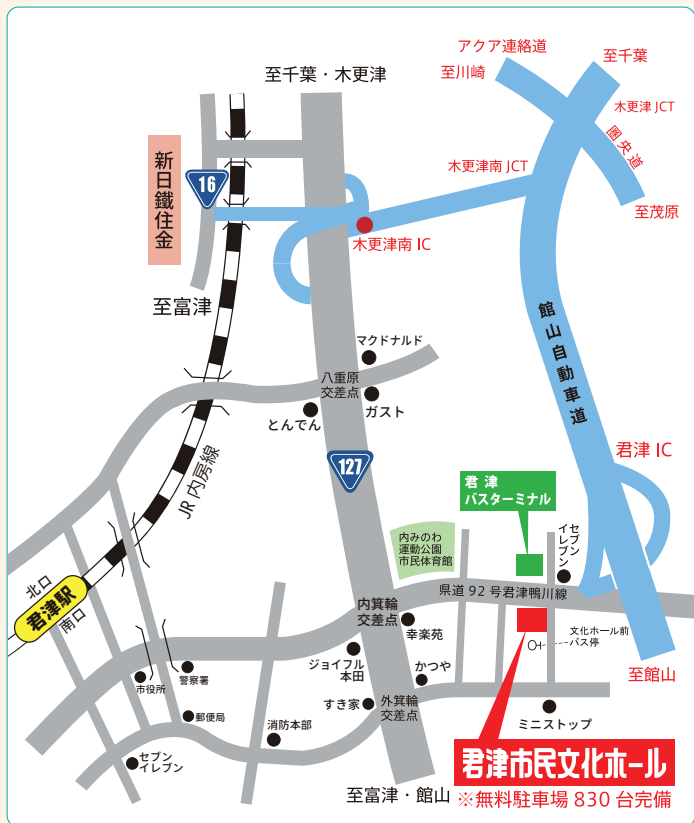 アクア連絡道
至川崎
至千葉
至千葉・木更津
木更津 JCT
圏央道
新日鐵住金
16
木更津南 JCT
至茂原
木更津南 IC
至富津
館山自動車道
マクドナルド
八重原
交差点
ガスト
とんでん
JR 内房線
127
君津 IC
君津
バスターミナル
セブン
イレブン
内みのわ
運動公園
市民体育館
県道 92 号君津鴨川線
北口
君津駅
南口
内箕輪
交差点
幸楽苑
文化ホール前
バス停
ジョイフル
本田
かつや
至館山
市役所
警察署
すき家
外箕輪
交差点
郵便局
消防本部
ミニストップ
セブン
イレブン
君津市民文化ホール
至富津・館山
※無料駐車場 830 台完備